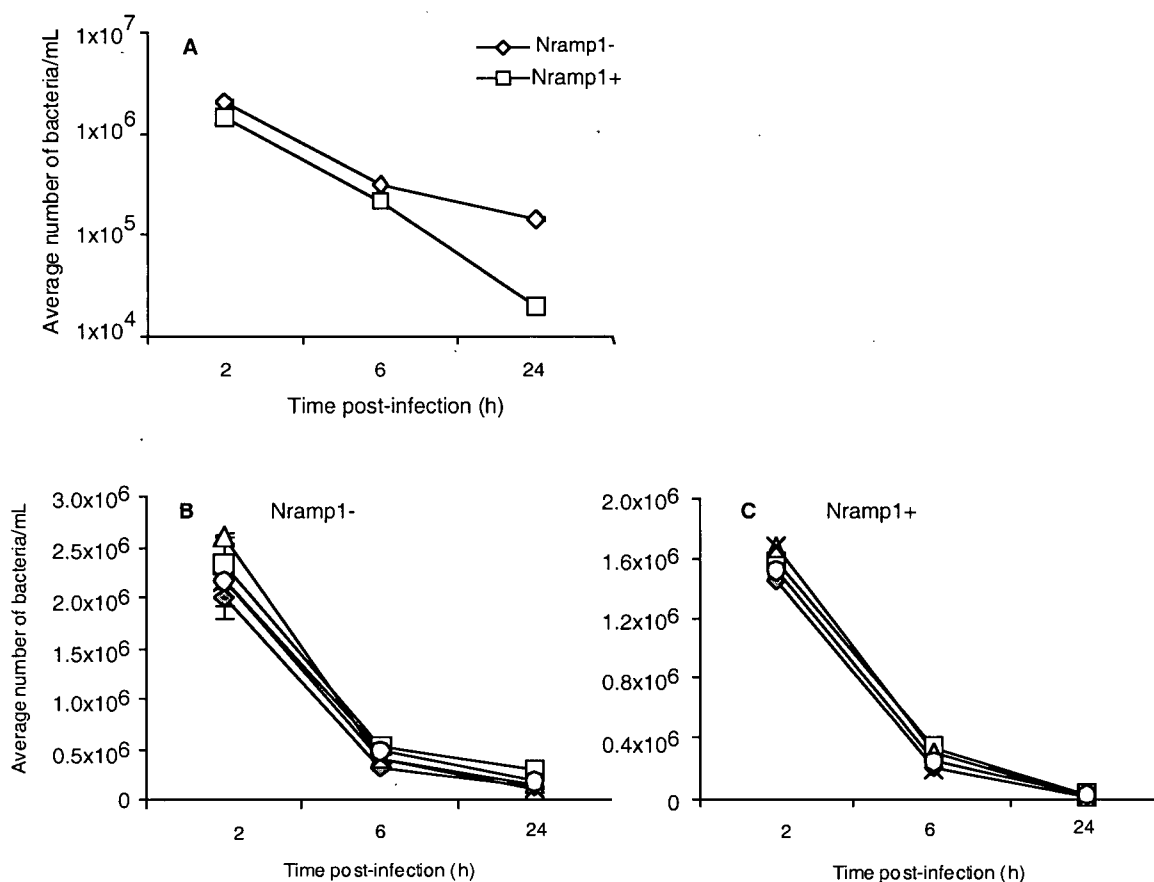 A
Nramp1-
Nramp1+
Average number of bacteria/mL
1x10^7
1x10^6
1x10^5
1x10^4
2 6 24
Time post-infection (h)
B Nramp1-
Average number of bacteria/mL
3.0x10^6
2.5x10^6
2.0x10^6
1.5x10^6
1.0x10^6
0.5x10^6
0
2 6 24
Time post-infection (h)
C Nramp1+
2.0x10^6
1.6x10^6
1.2x10^6
0.8x10^6
0.4x10^6
0
2 6 24
Time post-infection (h)